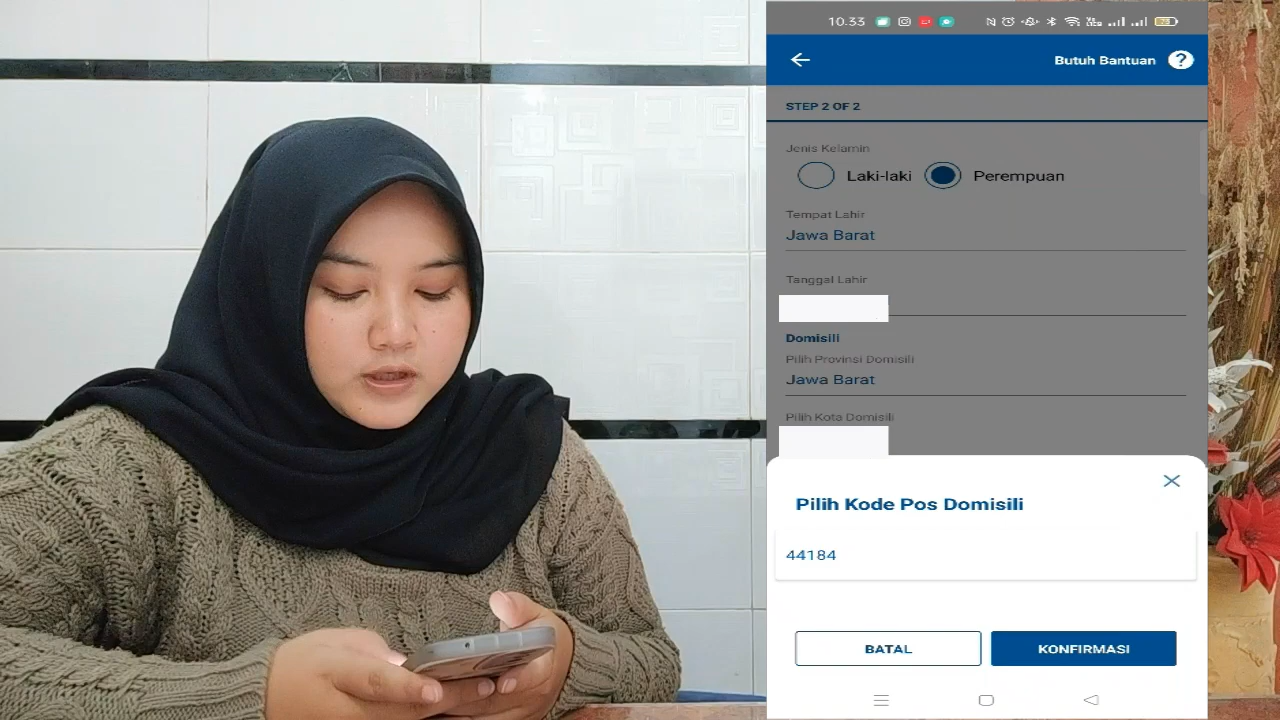 10.33
Butuh Bantuan ?
STEP 2 OF 2
Jenis Kelamin
Laki-laki Perempuan
Tempat Lahir
Jawa Barat
Tanggal Lahir
Domisili
Pilih Provinsi Domisili
Jawa Barat
Pilih Kota Domisili
Pilih Kode Pos Domisili
44184
BATAL KONFIRMASI